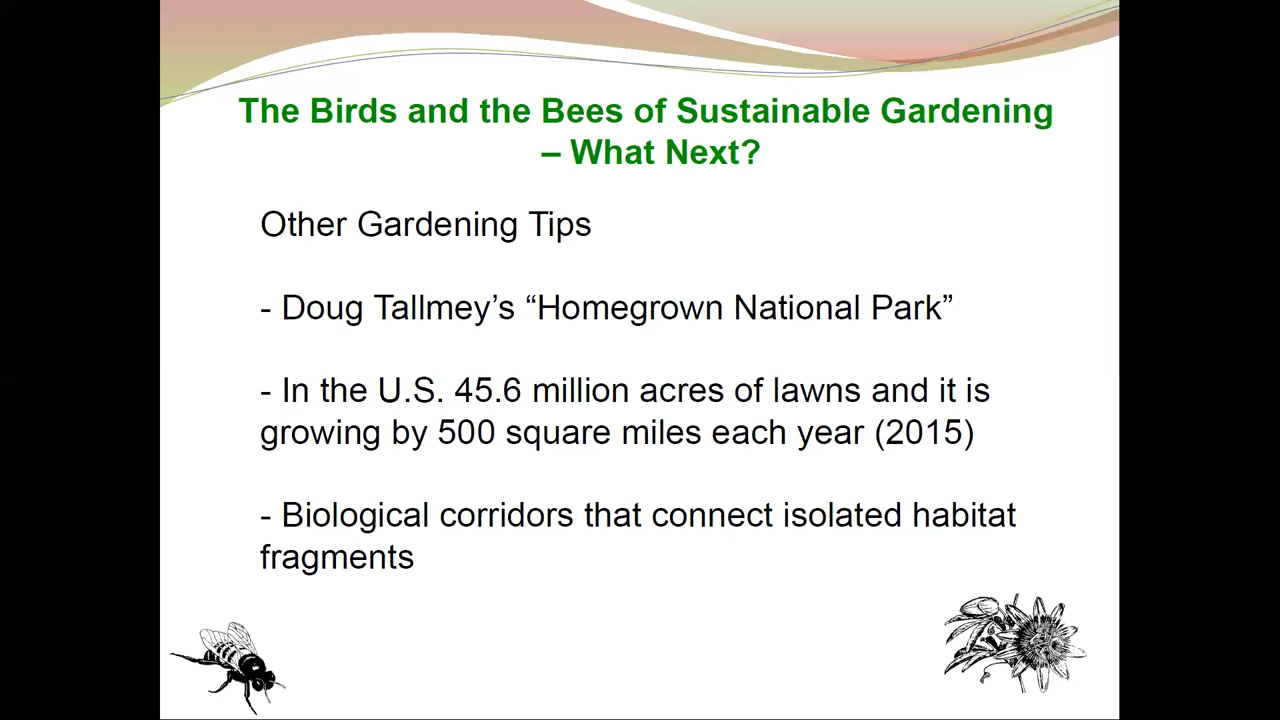 The Birds and the Bees of Sustainable Gardening
– What Next?
Other Gardening Tips
- Doug Tallmey’s “Homegrown National Park”
- In the U.S. 45.6 million acres of lawns and it is
growing by 500 square miles each year (2015)
- Biological corridors that connect isolated habitat
fragments